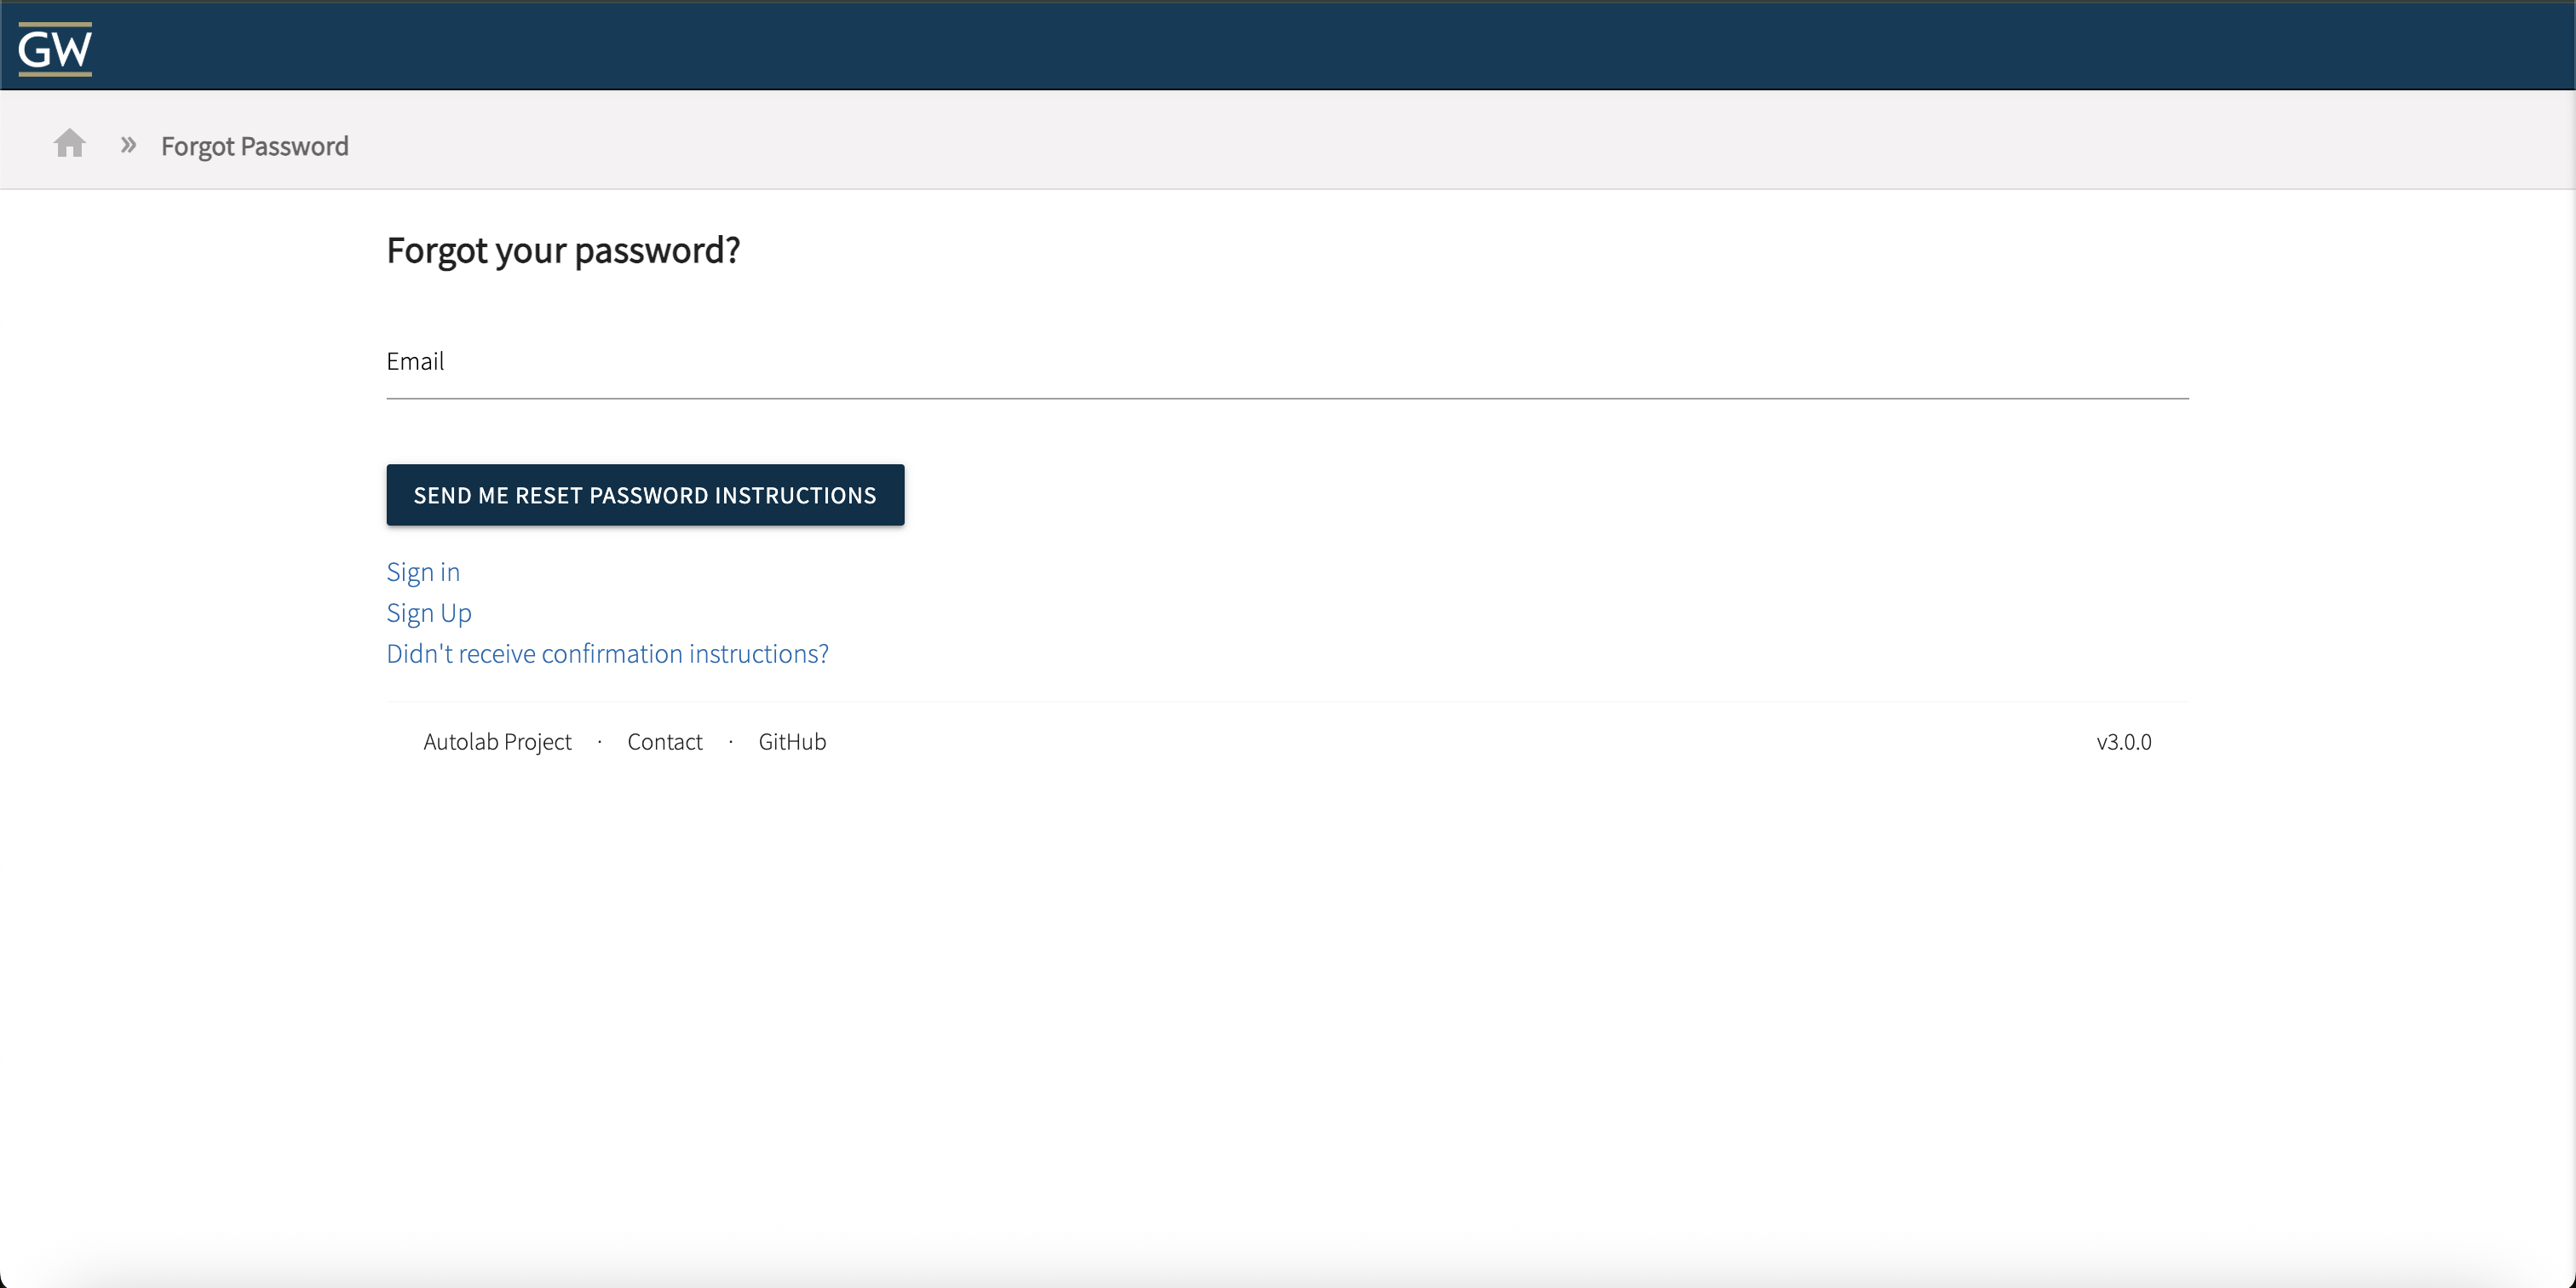 GW
» Forgot Password
Forgot your password?
Email
SEND ME RESET PASSWORD INSTRUCTIONS
Sign in
Sign Up
Didn't receive confirmation instructions?
Autolab Project · Contact · GitHub v3.0.0